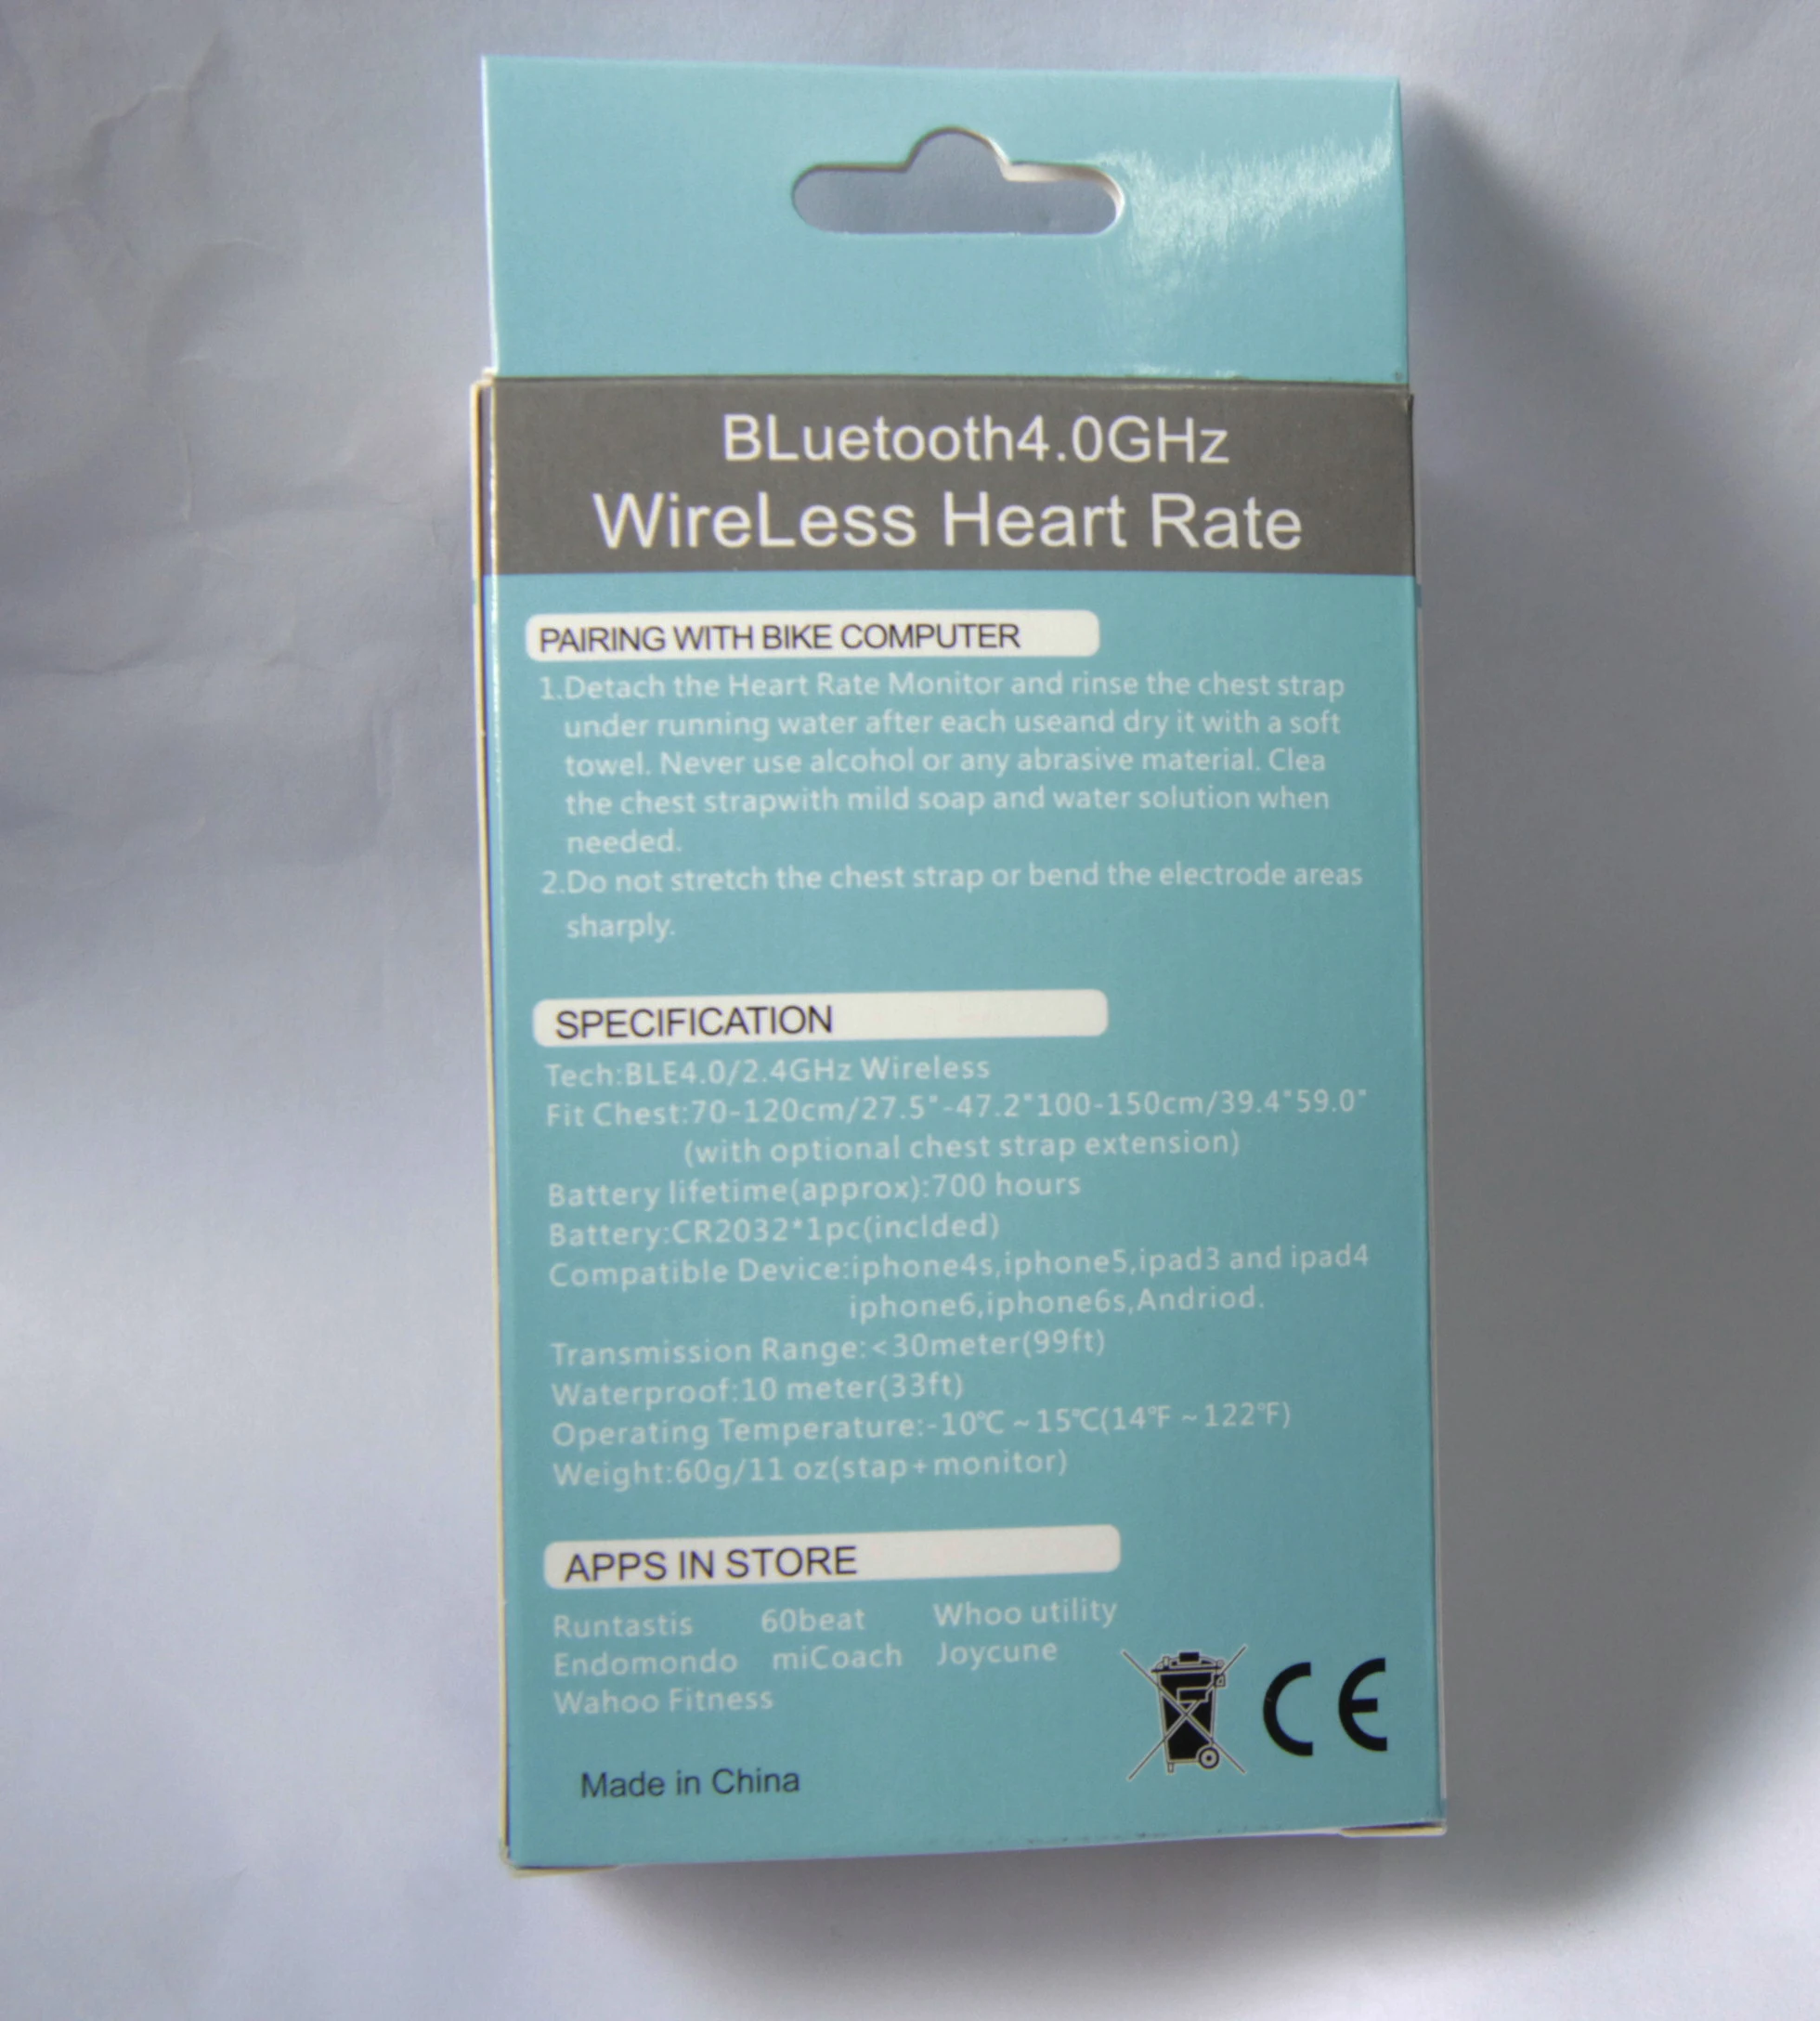 BLuetooth4.0GHz
WireLess Heart Rate
PAIRING WITH BIKE COMPUTER
1.Detach the Heart Rate Monitor and rinse the chest strap
under running water after each useand dry it with a soft
towel. Never use alcohol or any abrasive material. Clea
the chest strapwith mild soap and water solution when
needed.
2.Do not stretch the chest strap or bend the electrode areas
sharply.
SPECIFICATION
Tech:BLE4.0/2.4GHz Wireless
Fit Chest:70-120cm/27.5"-47.2"100-150cm/39.4"59.0"
(with optional chest strap extension)
Battery lifetime(approx):700 hours
Battery:CR2032*1pc(inclded)
Compatible Device:iphone4s,iphone5,ipad3 and ipad4
iphone6,iphone6s,Andriod.
Transmission Range:<30meter(99ft)
Waterproof:10 meter(33ft)
Operating Temperature:-10℃ ~15℃(14℉ ~122℉)
Weight:60g/11 oz(stap+monitor)
APPS IN STORE
Runtastis 60beat Whoo utility
Endomondo miCoach Joycune
Wahoo Fitness
Made in China
CE